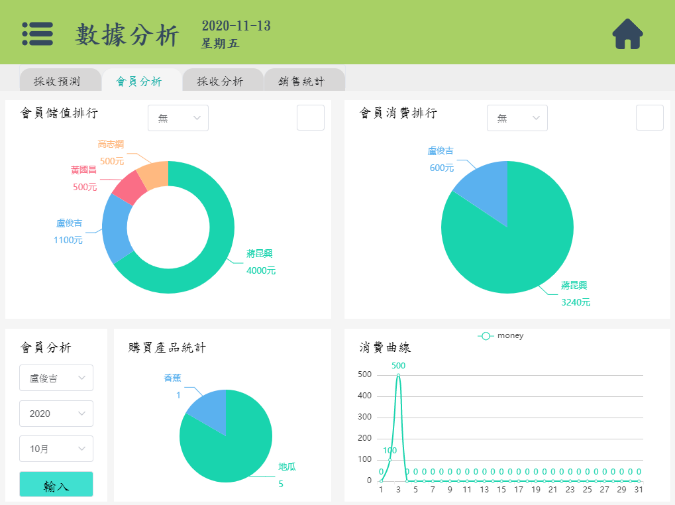 數據分析
2020-11-13
星期五
採收預測
會員分析
採收分析
銷售統計
會員儲值排行
無
500元
黃國昌
500元
盧俊吉
1100元
蔣昆興
4000元
會員消費排行
無
盧俊吉
600元
蔣昆興
3240元
會員分析
盧俊吉
2020
10月
輸入
購買產品統計
香蕉
1
地瓜
5
消費曲線
money
500
400
300
200
100
0
500
100
0 0 0 0 0 0 0 0 0 0 0 0 0 0 0 0 0 0 0 0 0 0 0 0 0 0 0 0 0
1 3 5 7 9 11 13 15 17 19 21 23 25 27 29 31